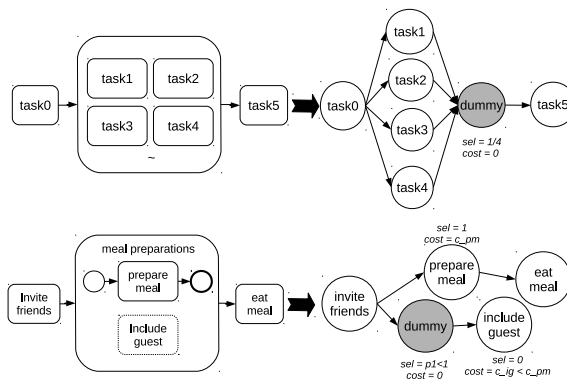 task0
task1
task2
task3
task4
~
task5
task0
task1
task2
task3
task4
dummy
sel = 1/4
cost = 0
task5
Invite
friends
meal preparations
prepare
meal
Include
guest
eat
meal
invite
friends
sel = 1
cost = c_pm
prepare
meal
eat
meal
dummy
sel = p1<1
cost = 0
include
guest
sel = 0
cost = c_ig < c_pm